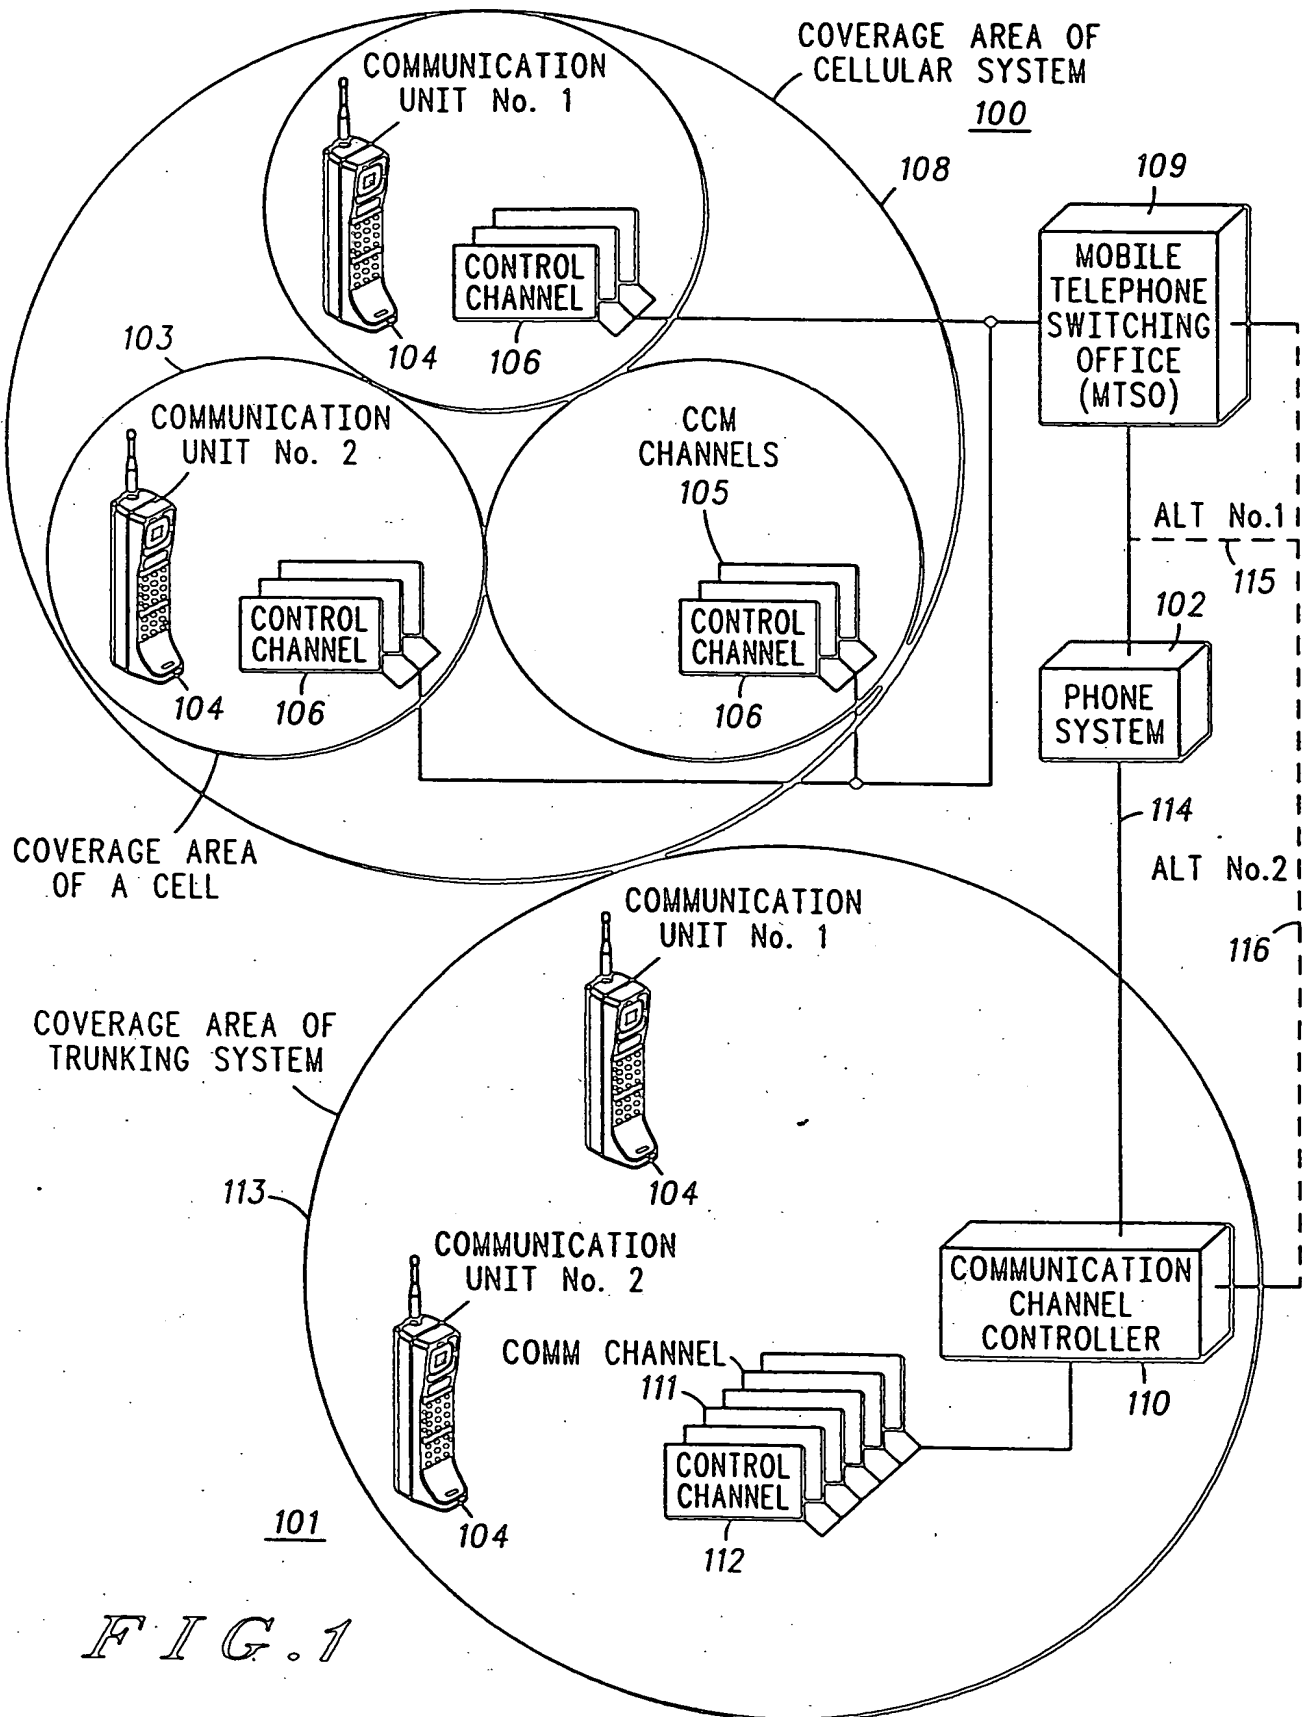 COVERAGE AREA OF
CELLULAR SYSTEM
100
COMMUNICATION
UNIT No. 1
108
109
MOBILE
TELEPHONE
SWITCHING
OFFICE
(MTSO)
CONTROL
CHANNEL
104
106
103
COMMUNICATION
UNIT No. 2
CCM
CHANNELS
105
ALT No.1
115
102
CONTROL
CHANNEL
CONTROL
CHANNEL
104
106
106
PHONE
SYSTEM
114
COVERAGE AREA
OF A CELL
ALT No.2
116
COMMUNICATION
UNIT No. 1
COVERAGE AREA OF
TRUNKING SYSTEM
104
113
COMMUNICATION
UNIT No. 2
COMMUNICATION
CHANNEL
CONTROLLER
110
COMM CHANNEL
111
CONTROL
CHANNEL
112
104
101
FIG.1